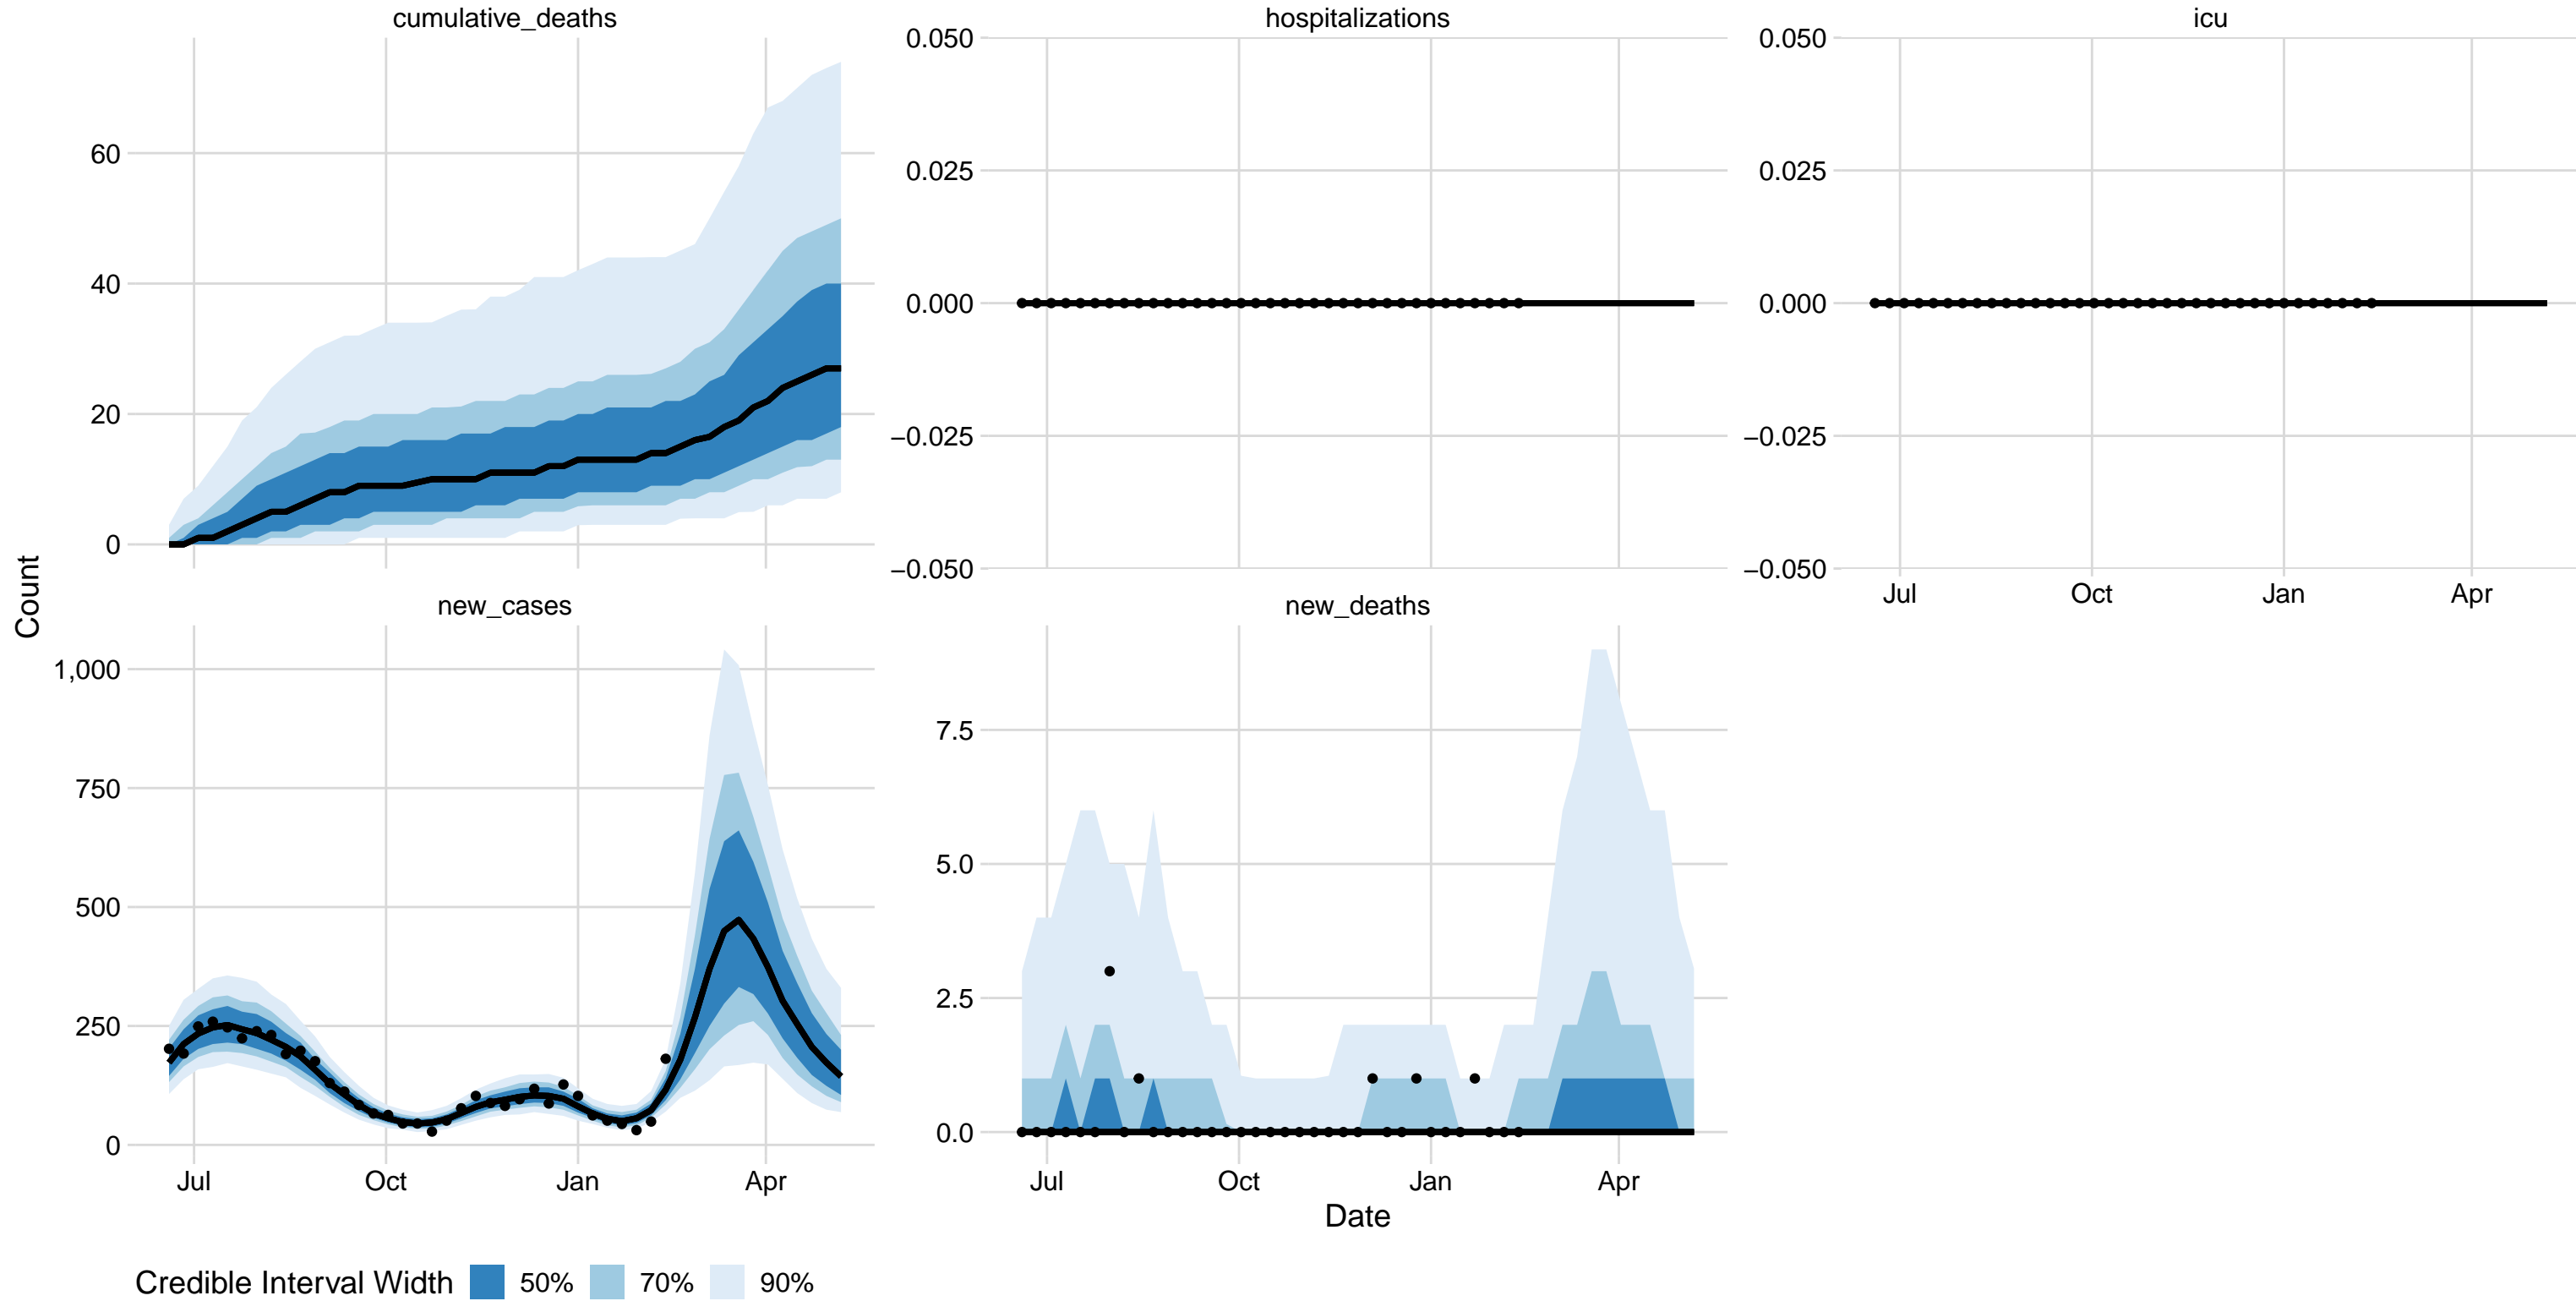 cumulative_deaths
hospitalizations
icu
60
40
20
0
0.050
0.025
0.000
−0.025
−0.050
0.050
0.025
0.000
−0.025
−0.050
Jul Oct Jan Apr
Count
new_cases
new_deaths
1,000
750
500
250
0
7.5
5.0
2.5
0.0
Jul Oct Jan Apr
Jul Oct Jan Apr
Date
Credible Interval Width 50% 70% 90%